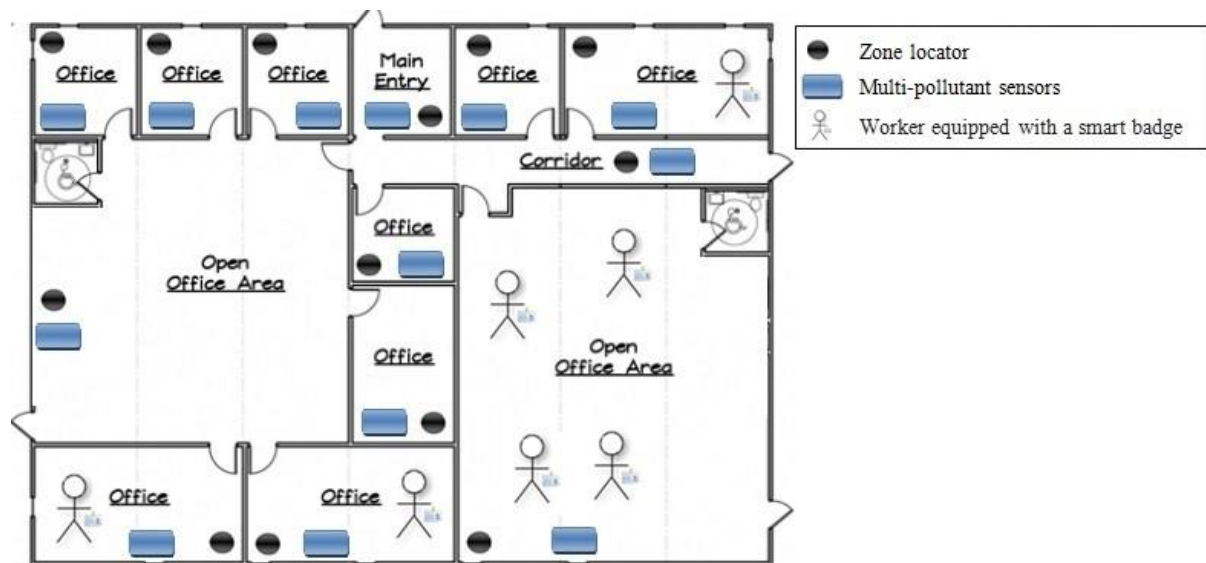 Office
Office
Office
Main
Entry
Office
Office
Zone locator
Multi-pollutant sensors
Worker equipped with a smart badge
Corridor
Office
Open
Office Area
Office
Open
Office Area
Office
Office